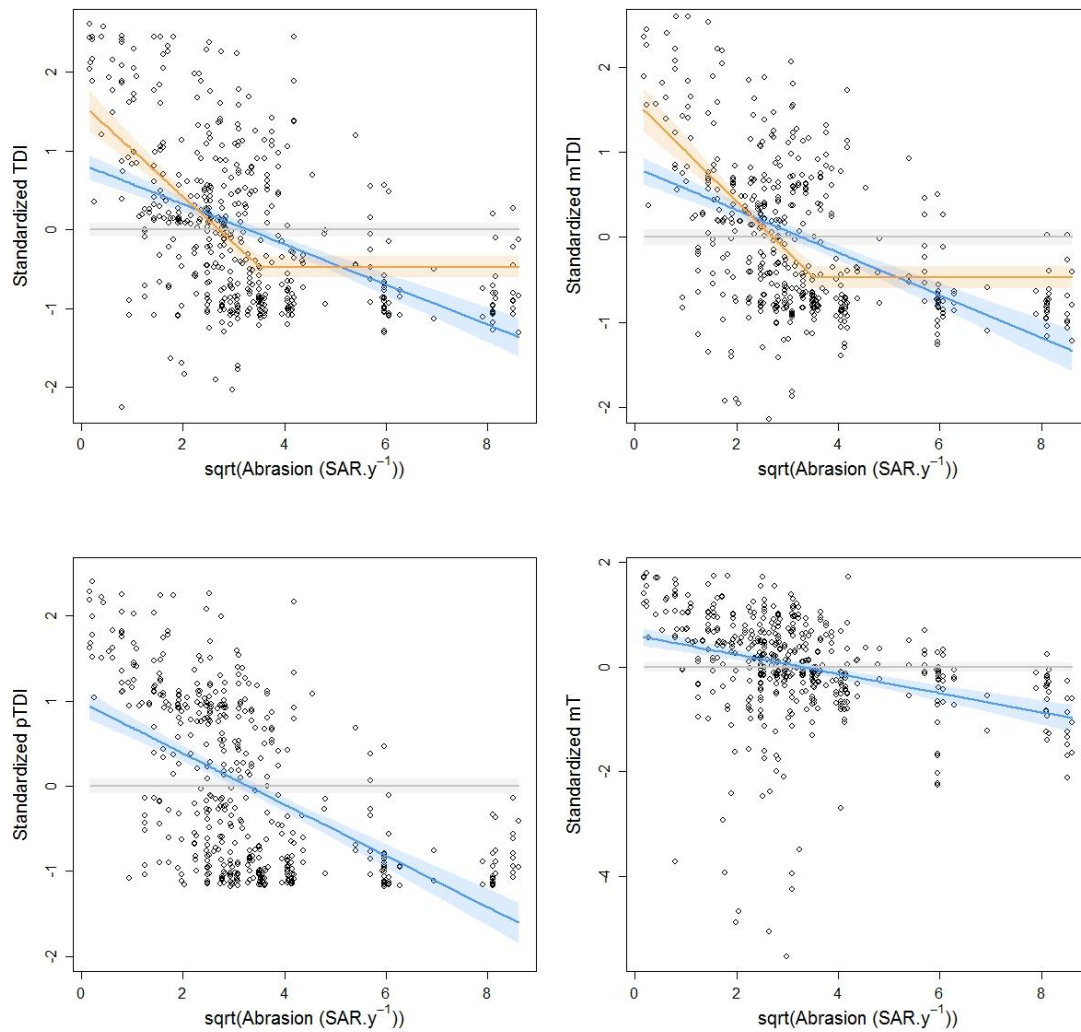 2
1
0
-1
-2
Standardized TDI
0 2 4 6 8
sqrt(Abrasion (SAR.y⁻¹))
2
1
0
-1
-2
Standardized mTDI
0 2 4 6 8
sqrt(Abrasion (SAR.y⁻¹))
2
1
0
-1
-2
Standardized pTDI
0 2 4 6 8
sqrt(Abrasion (SAR.y⁻¹))
2
0
-2
-4
Standardized mT
0 2 4 6 8
sqrt(Abrasion (SAR.y⁻¹))